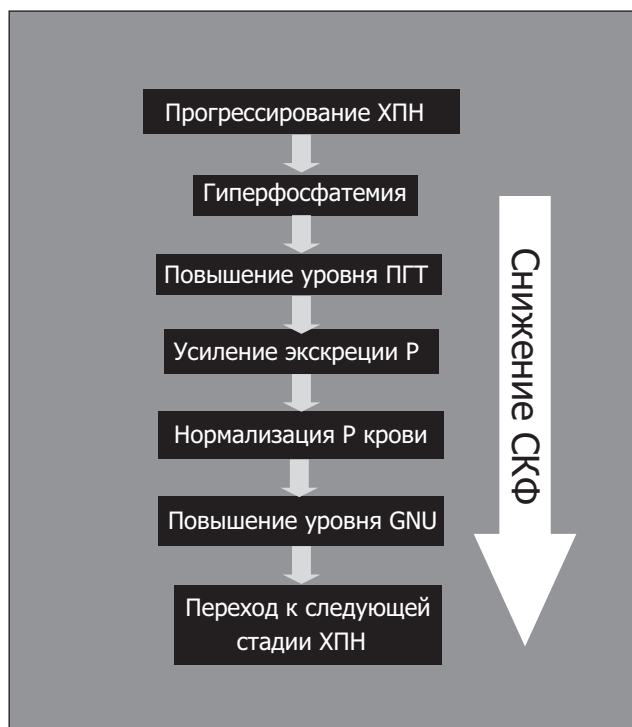 Прогрессирование ХПН
Гиперфосфатемия
Повышение уровня ПГТ
Усиление экскреции Р
Нормализация Р крови
Повышение уровня GNU
Переход к следующей
стадии ХПН
Снижение СКФ